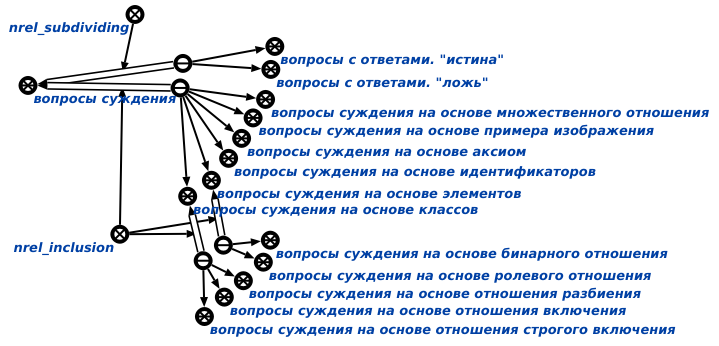 nrel_subdividing
вопросы с ответами. "истина"
вопросы с ответами. "ложь"
вопросы суждения
вопросы суждения на основе множественного отношения
вопросы суждения на основе примера изображения
вопросы суждения на основе аксиом
вопросы суждения на основе идентификаторов
вопросы суждения на основе элементов
вопросы суждения на основе классов
nrel_inclusion
вопросы суждения на основе бинарного отношения
вопросы суждения на основе ролевого отношения
вопросы суждения на основе отношения разбиения
вопросы суждения на основе отношения включения
вопросы суждения на основе отношения строгого включения